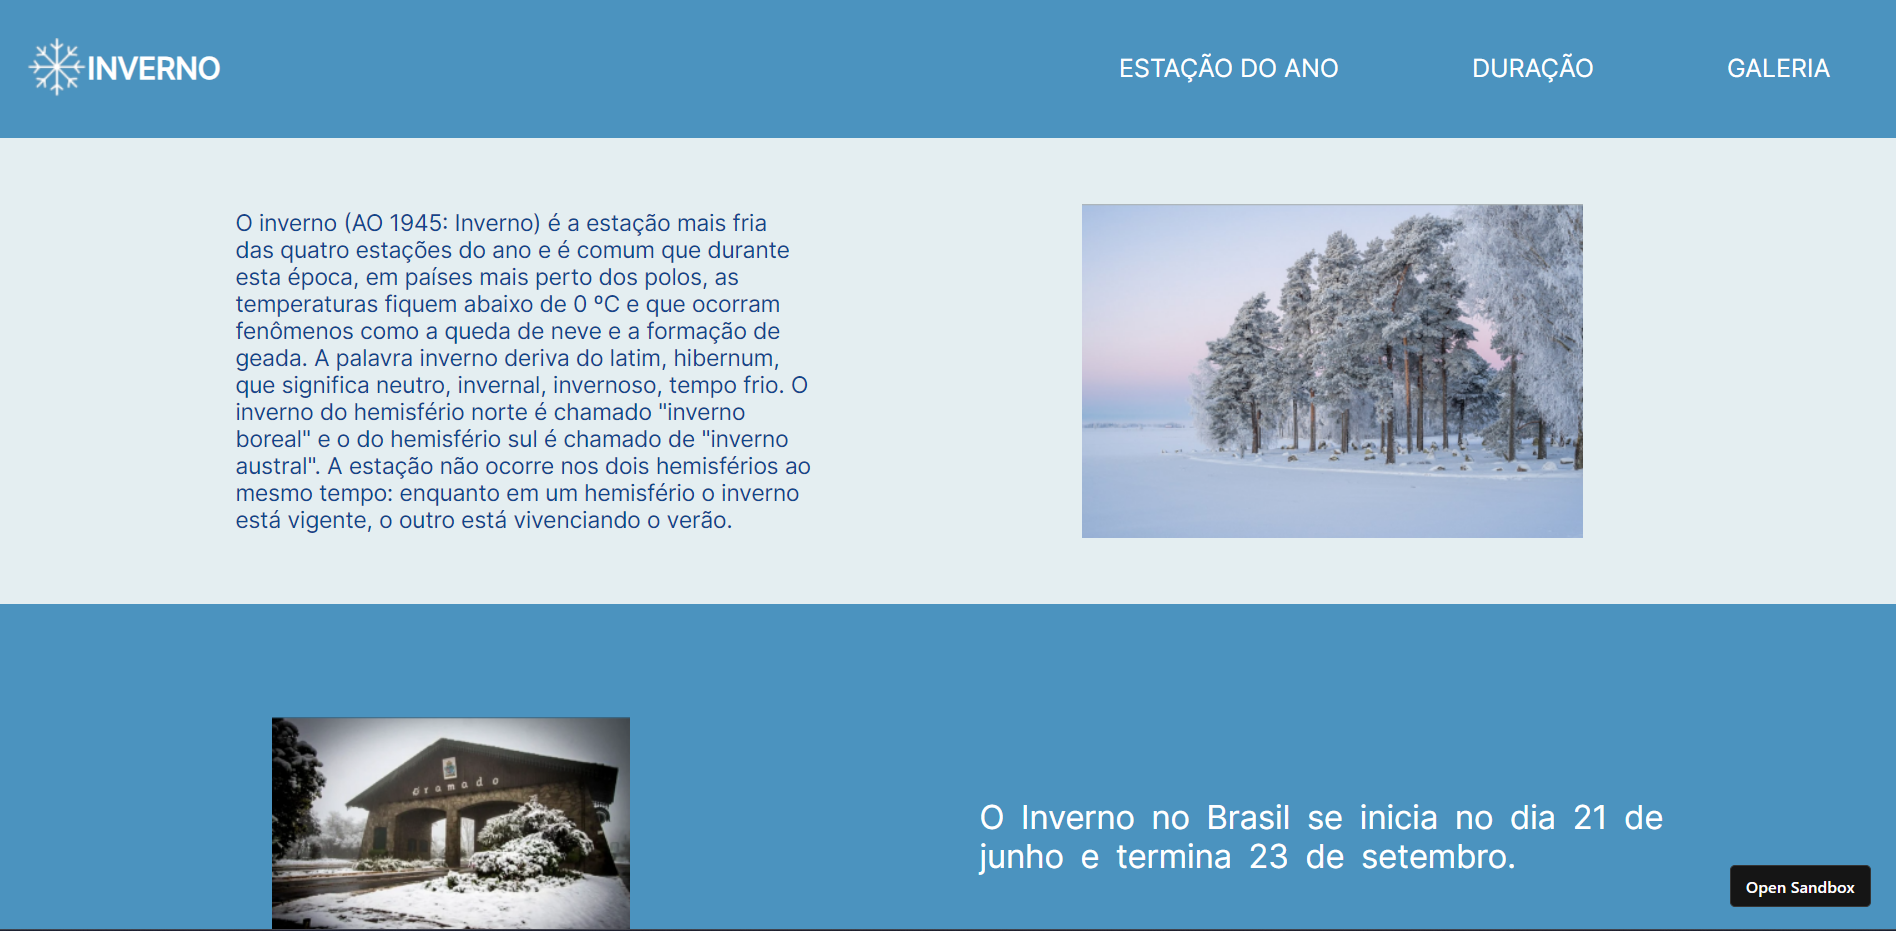 INVERNO
ESTAÇÃO DO ANO
DURAÇÃO
GALERIA
O inverno (AO 1945: Inverno) é a estação mais fria
das quatro estações do ano e é comum que durante
esta época, em países mais perto dos polos, as
temperaturas fiquem abaixo de 0 ºC e que ocorram
fenômenos como a queda de neve e a formação de
geada. A palavra inverno deriva do latim, hibernum,
que significa neutro, invernal, invernoso, tempo frio. O
inverno do hemisfério norte é chamado "inverno
boreal" e o do hemisfério sul é chamado de "inverno
austral". A estação não ocorre nos dois hemisférios ao
mesmo tempo: enquanto em um hemisfério o inverno
está vigente, o outro está vivenciando o verão.
Gramado
O Inverno no Brasil se inicia no dia 21 de
junho e termina 23 de setembro.
Open Sandbox